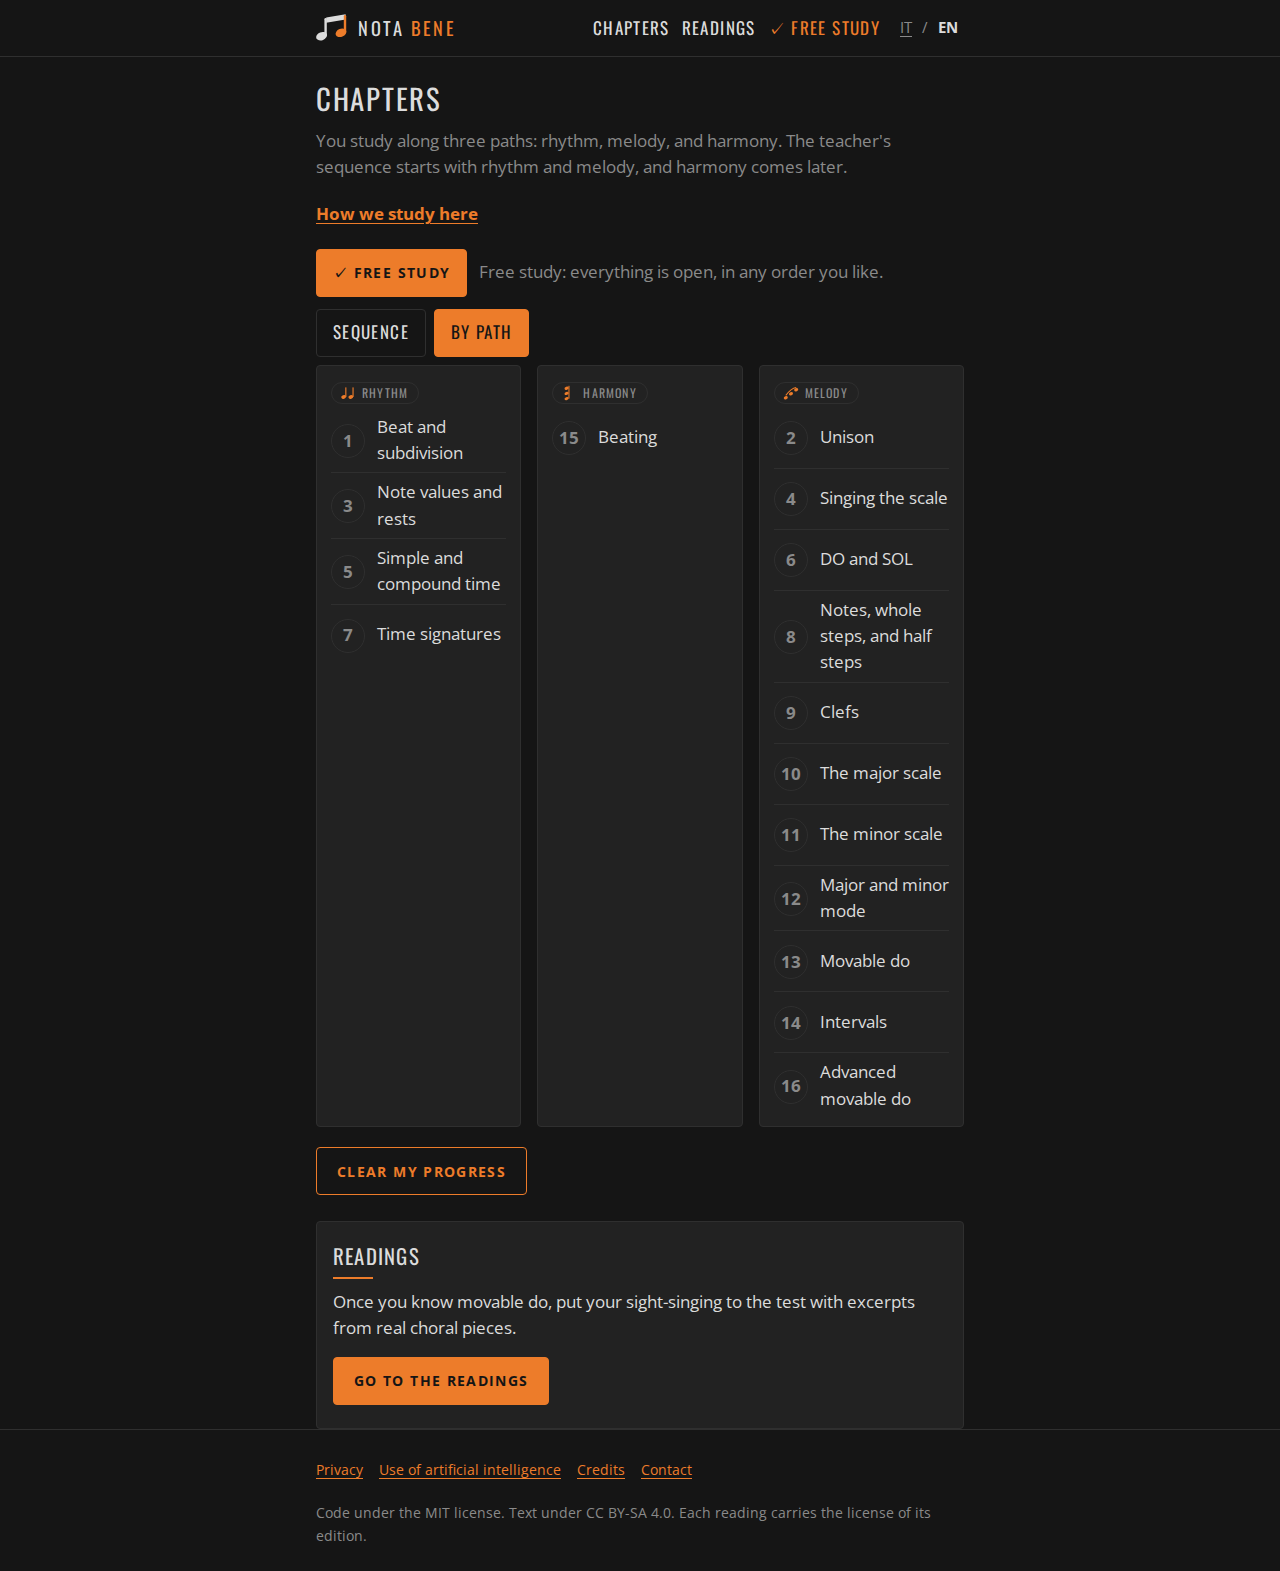 NOTA BENE
CHAPTERS READINGS ✓ FREE STUDY IT / EN
CHAPTERS
You study along three paths: rhythm, melody, and harmony. The teacher's
sequence starts with rhythm and melody, and harmony comes later.
How we study here
✓ FREE STUDY
Free study: everything is open, in any order you like.
SEQUENCE
BY PATH
RHYTHM
1 Beat and
subdivision
3 Note values and
rests
5 Simple and
compound time
7 Time signatures
HARMONY
15 Beating
MELODY
2 Unison
4 Singing the scale
6 DO and SOL
8 Notes, whole
steps, and half
steps
9 Clefs
10 The major scale
11 The minor scale
12 Major and minor
mode
13 Movable do
14 Intervals
16 Advanced
movable do
CLEAR MY PROGRESS
READINGS
Once you know movable do, put your sight-singing to the test with excerpts
from real choral pieces.
GO TO THE READINGS
Privacy Use of artificial intelligence Credits Contact
Code under the MIT license. Text under CC BY-SA 4.0. Each reading carries the license of its
edition.